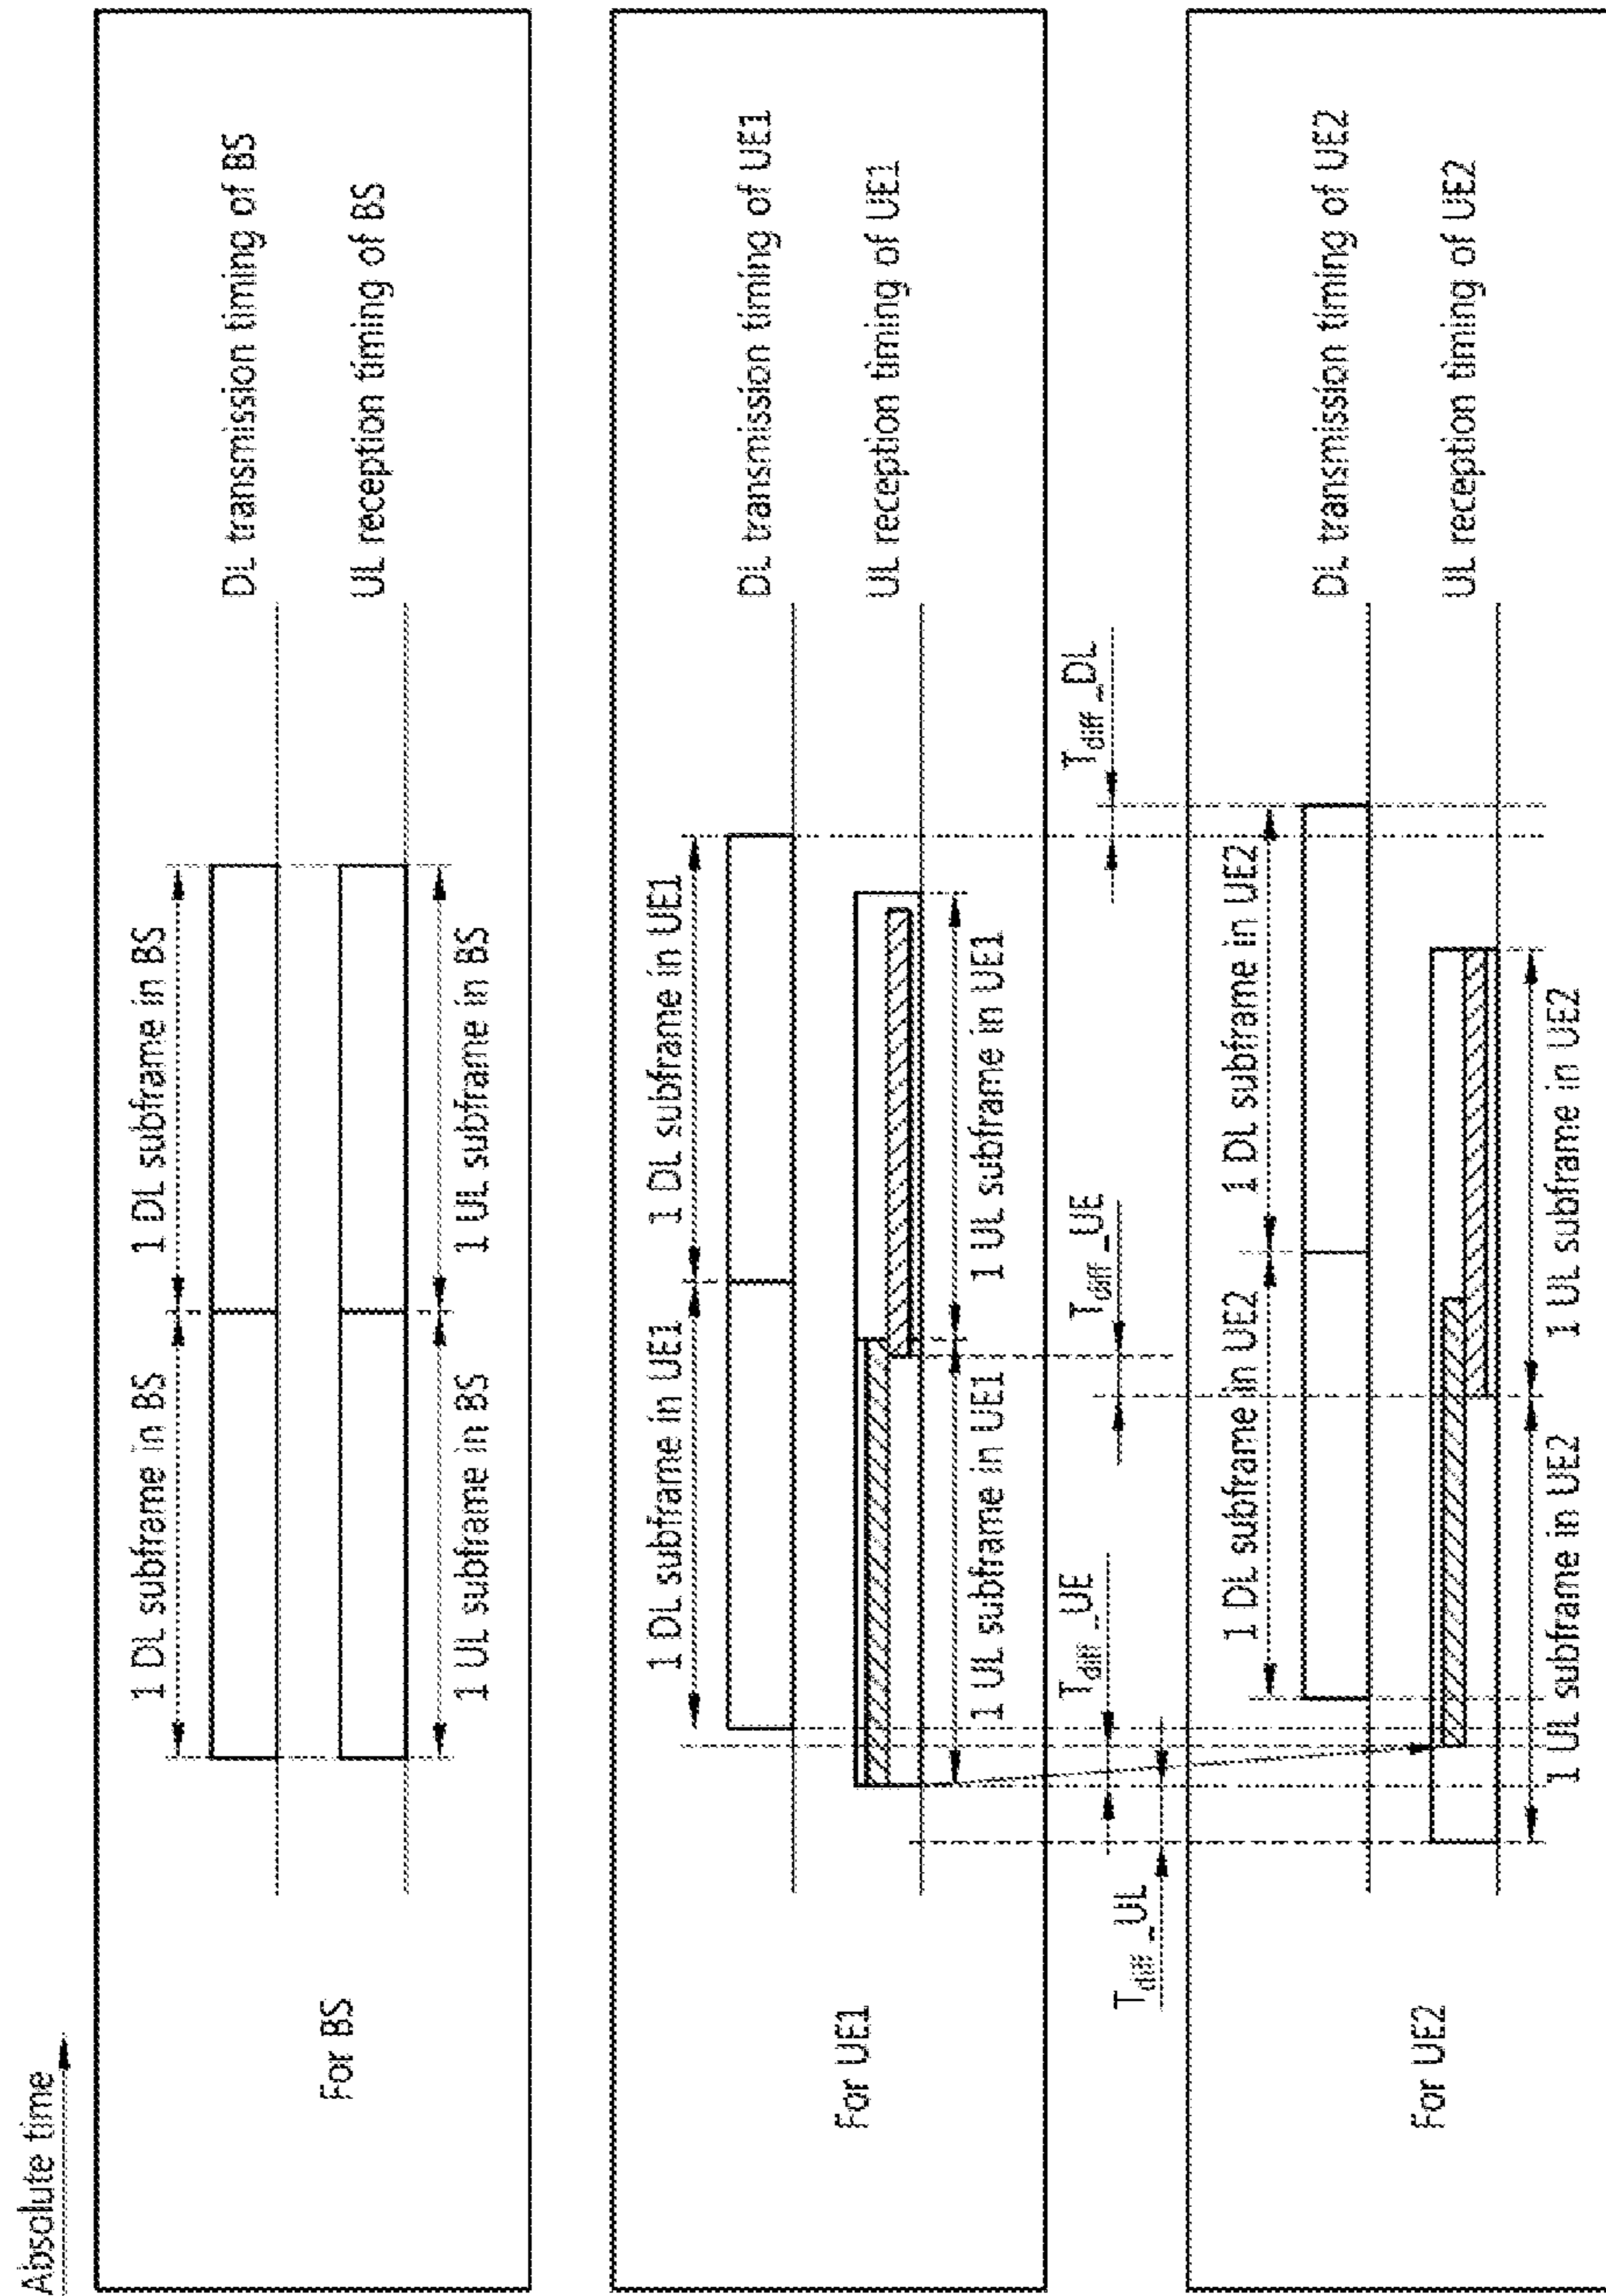 Absolute time
For BS
1 DL subframe in BS
1 DL subframe in BS
DL transmission timing of BS
UL reception timing of BS
1 UL subframe in BS
1 UL subframe in BS
For UE1
1 DL subframe in UE1
1 DL subframe in UE1
DL transmission timing of UE1
UL reception timing of UE1
1 UL subframe in UE1
1 UL subframe in UE1
Tdiff_UL
Tdiff_UE
Tdiff_UE
Tdiff_DL
For UE2
1 DL subframe in UE2
1 DL subframe in UE2
DL transmission timing of UE2
UL reception timing of UE2
1 UL subframe in UE2
1 UL subframe in UE2